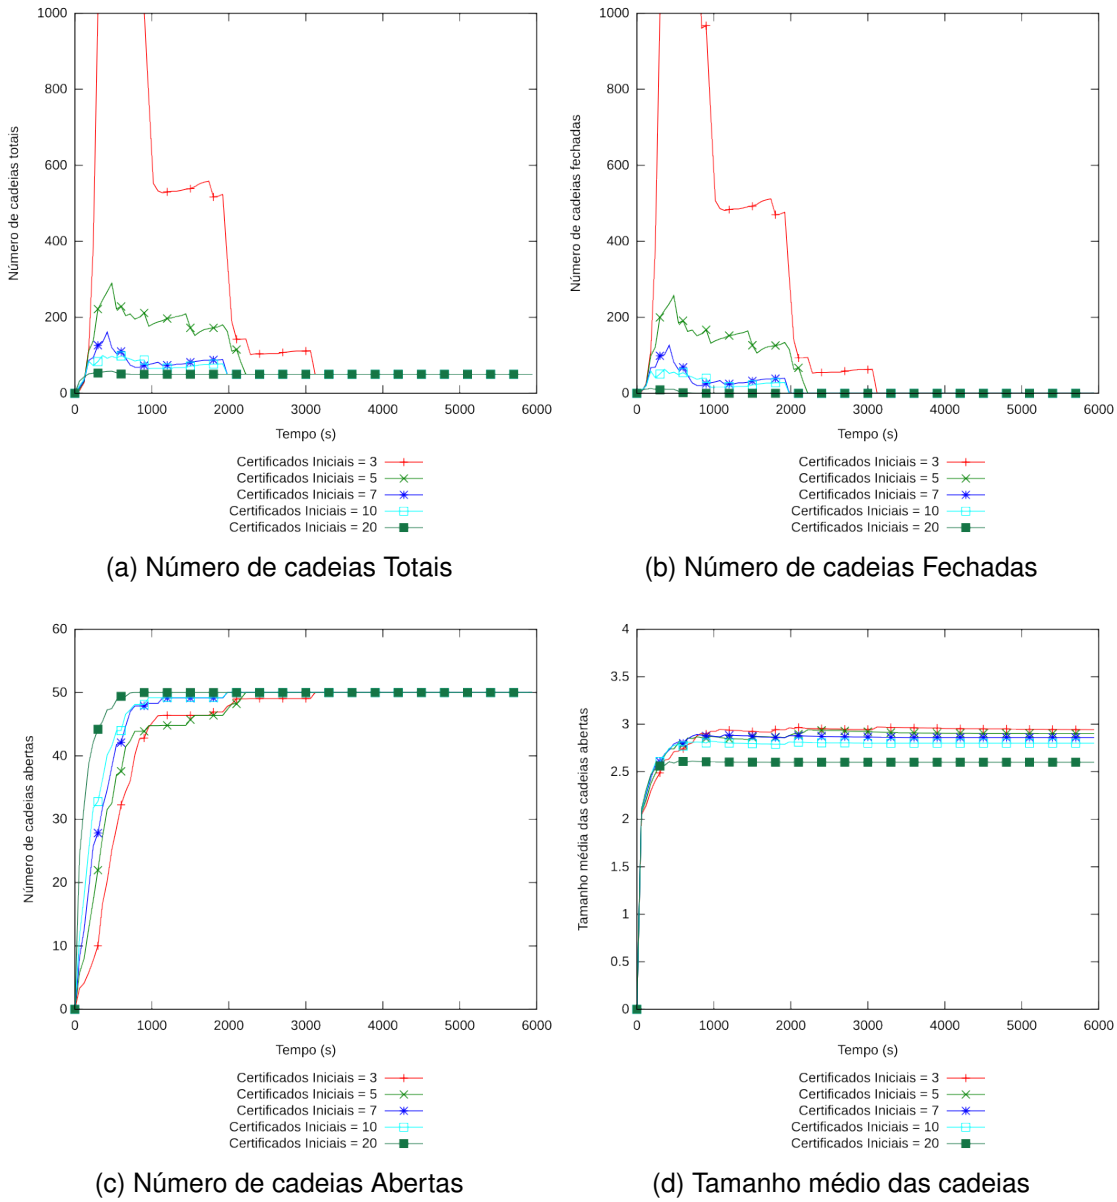 1000
800
600
400
200
0
Número de cadeias totais
0 1000 2000 3000 4000 5000 6000
Tempo (s)
Certificados Iniciais = 3
Certificados Iniciais = 5
Certificados Iniciais = 7
Certificados Iniciais = 10
Certificados Iniciais = 20
(a) Número de cadeias Totais
1000
800
600
400
200
0
Número de cadeias fechadas
0 1000 2000 3000 4000 5000 6000
Tempo (s)
Certificados Iniciais = 3
Certificados Iniciais = 5
Certificados Iniciais = 7
Certificados Iniciais = 10
Certificados Iniciais = 20
(b) Número de cadeias Fechadas
60
50
40
30
20
10
0
Número de cadeias abertas
0 1000 2000 3000 4000 5000 6000
Tempo (s)
Certificados Iniciais = 3
Certificados Iniciais = 5
Certificados Iniciais = 7
Certificados Iniciais = 10
Certificados Iniciais = 20
(c) Número de cadeias Abertas
4
3.5
3
2.5
2
1.5
1
0.5
0
Tamanho média das cadeias abertas
0 1000 2000 3000 4000 5000 6000
Tempo (s)
Certificados Iniciais = 3
Certificados Iniciais = 5
Certificados Iniciais = 7
Certificados Iniciais = 10
Certificados Iniciais = 20
(d) Tamanho médio das cadeias